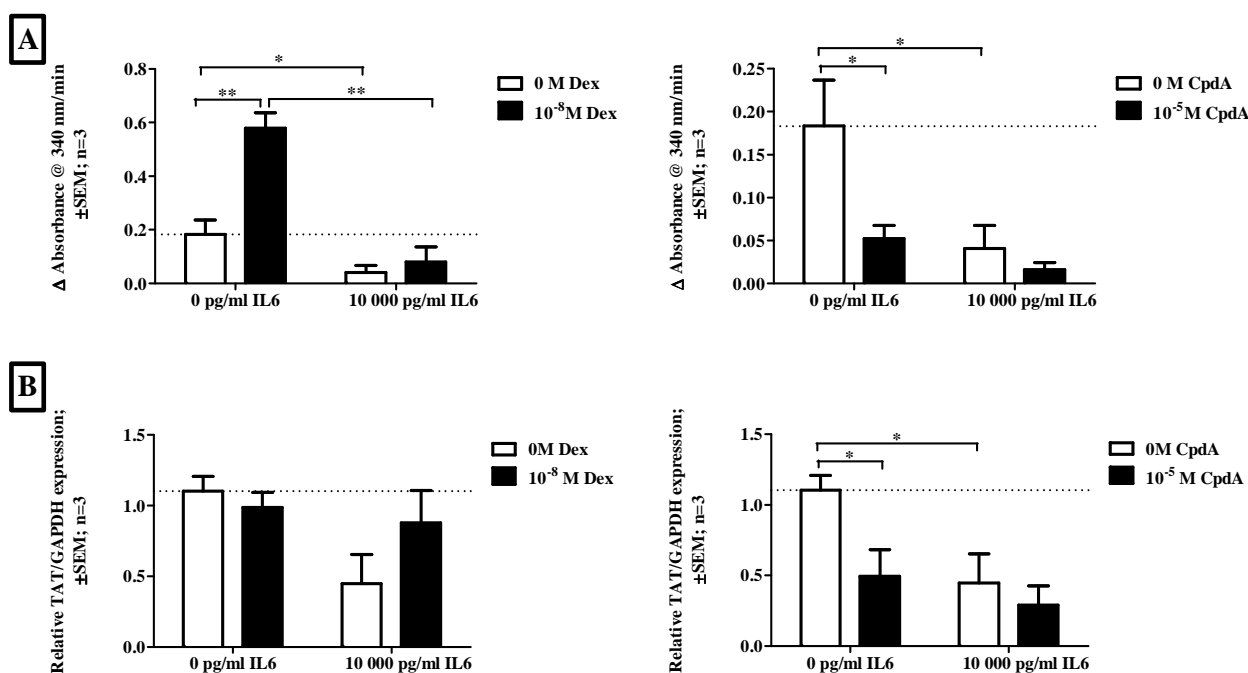 A
Δ Absorbance @ 340 nm/min
±SEM; n=3
0.8
0.6
0.4
0.2
0.0
*
**
**
0 pg/ml IL6
10 000 pg/ml IL6
0 M Dex
10⁻⁸M Dex
Δ Absorbance @ 340 nm/min
±SEM; n=3
0.25
0.20
0.15
0.10
0.05
0.00
*
*
0 pg/ml IL6
10 000 pg/ml IL6
0 M CpdA
10⁻⁵M CpdA
B
Relative TAT/GAPDH expression;
±SEM; n=3
1.5
1.0
0.5
0.0
0 pg/ml IL6
10 000 pg/ml IL6
0M Dex
10⁻⁸ M Dex
Relative TAT/GAPDH expression;
±SEM; n=3
1.5
1.0
0.5
0.0
*
*
0 pg/ml IL6
10 000 pg/ml IL6
0M CpdA
10⁻⁵ M CpdA